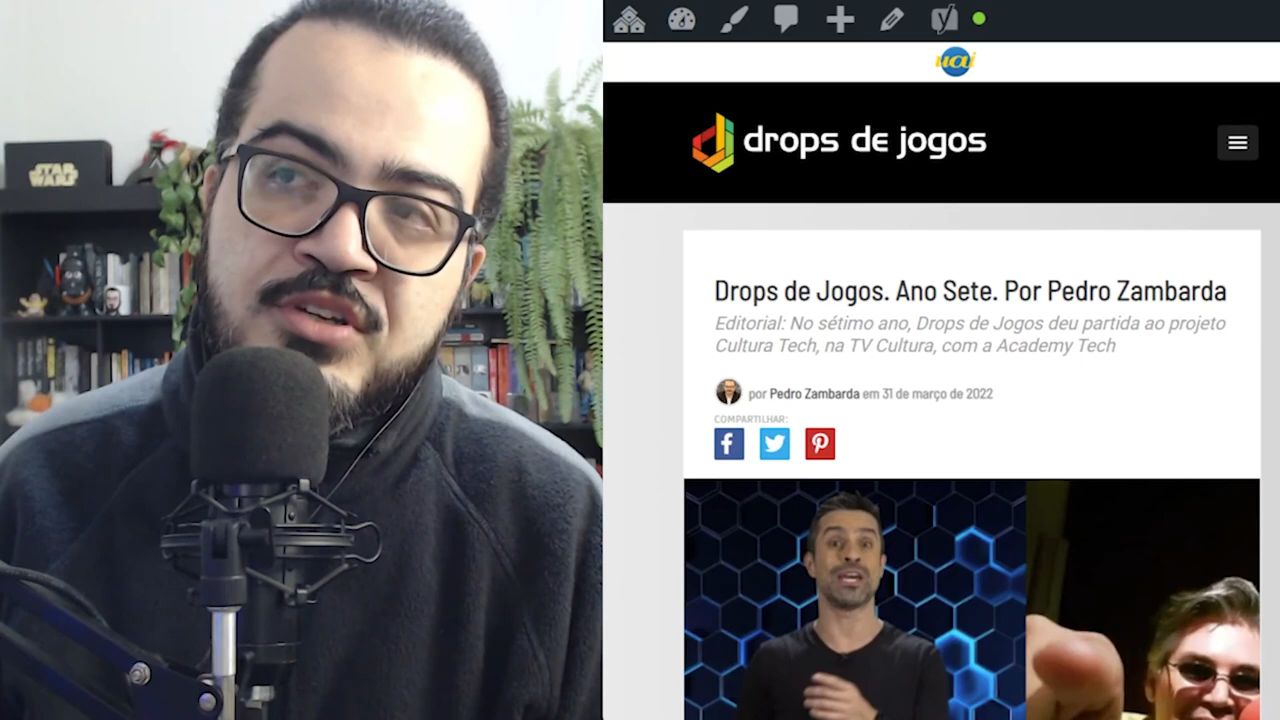 STAR
WARS
uai
drops de jogos
Drops de Jogos. Ano Sete. Por Pedro Zambarda
Editorial: No sétimo ano, Drops de Jogos deu partida ao projeto
Cultura Tech, na TV Cultura, com a Academy Tech
por Pedro Zambarda em 31 de março de 2022
COMPARTILHAR: